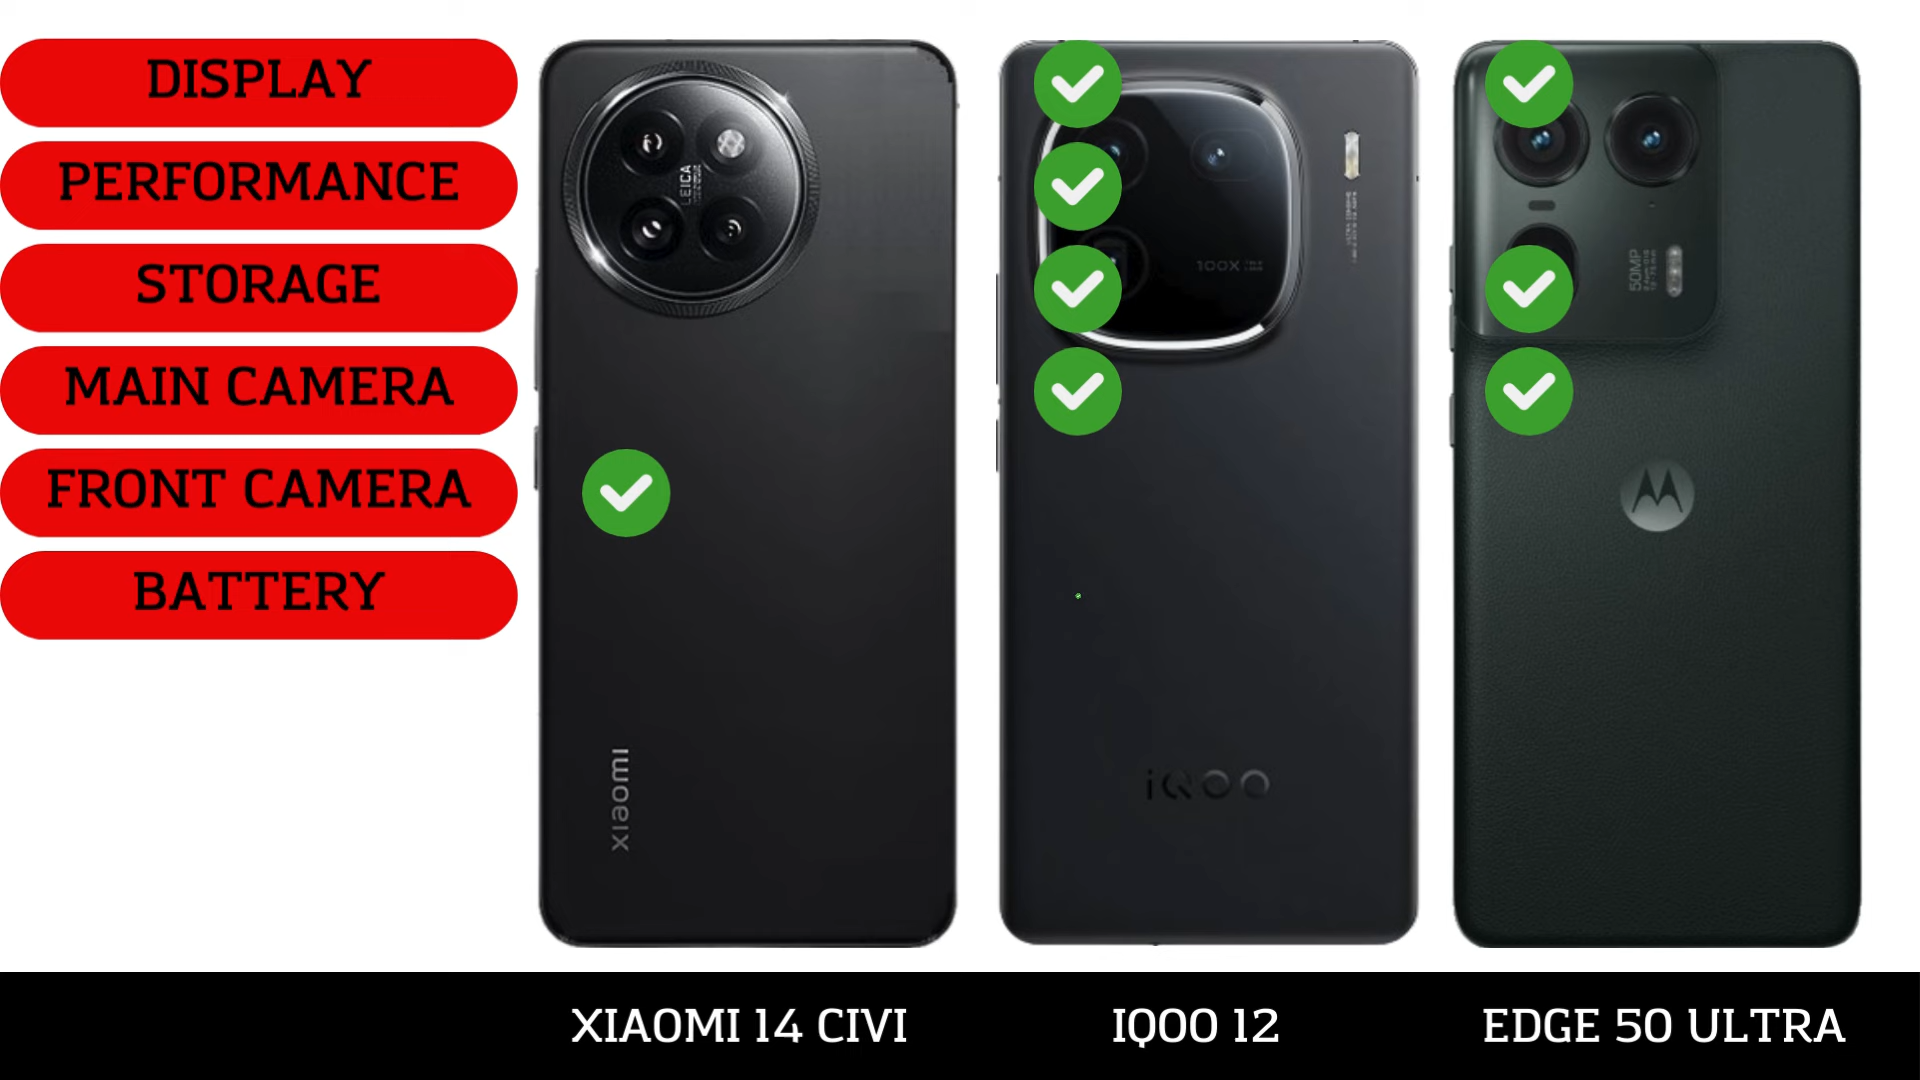 DISPLAY
PERFORMANCE
STORAGE
MAIN CAMERA
FRONT CAMERA
BATTERY
LEICA
100X
50MP
xiaomi
iQOO
XIAOMI 14 CIVI
IQOO 12
EDGE 50 ULTRA